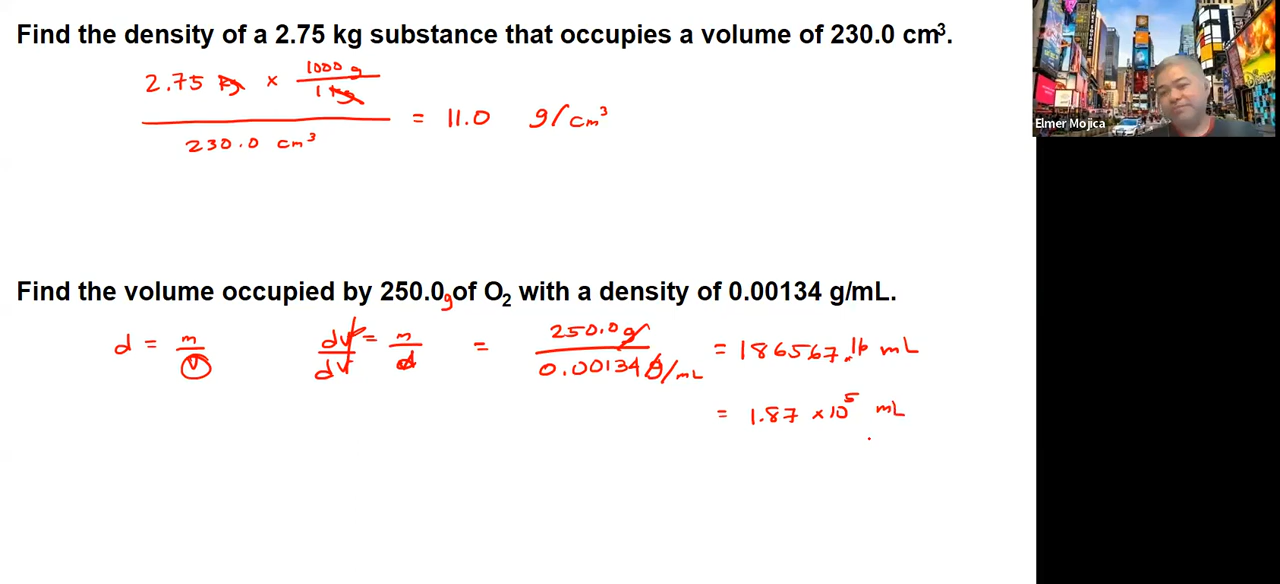 Find the density of a 2.75 kg substance that occupies a volume of 230.0 cm³.
2.75 kg × 1000 g / 1 kg
230.0 cm³
= 11.0 g/cm³
Elmer Mojica
Find the volume occupied by 250.0 g of O₂ with a density of 0.00134 g/mL.
d = m / V
dV / d = m / d = 250.0 g / 0.00134 g/mL = 186567.16 mL
= 1.87 × 10⁵ mL